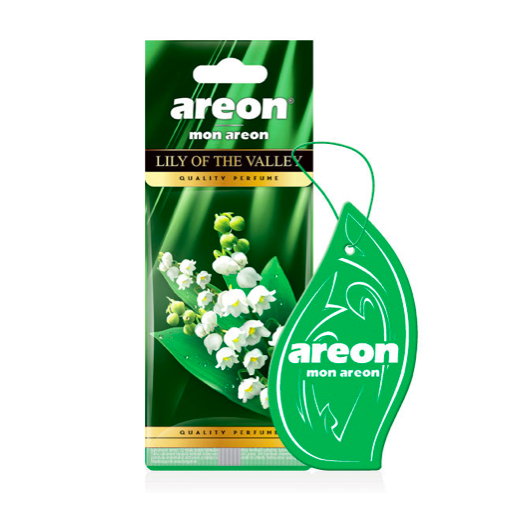 areon®
mon areon
LILY OF THE VALLEY
QUALITY PERFUME
QUALITY PERFUME
areon
mon areon